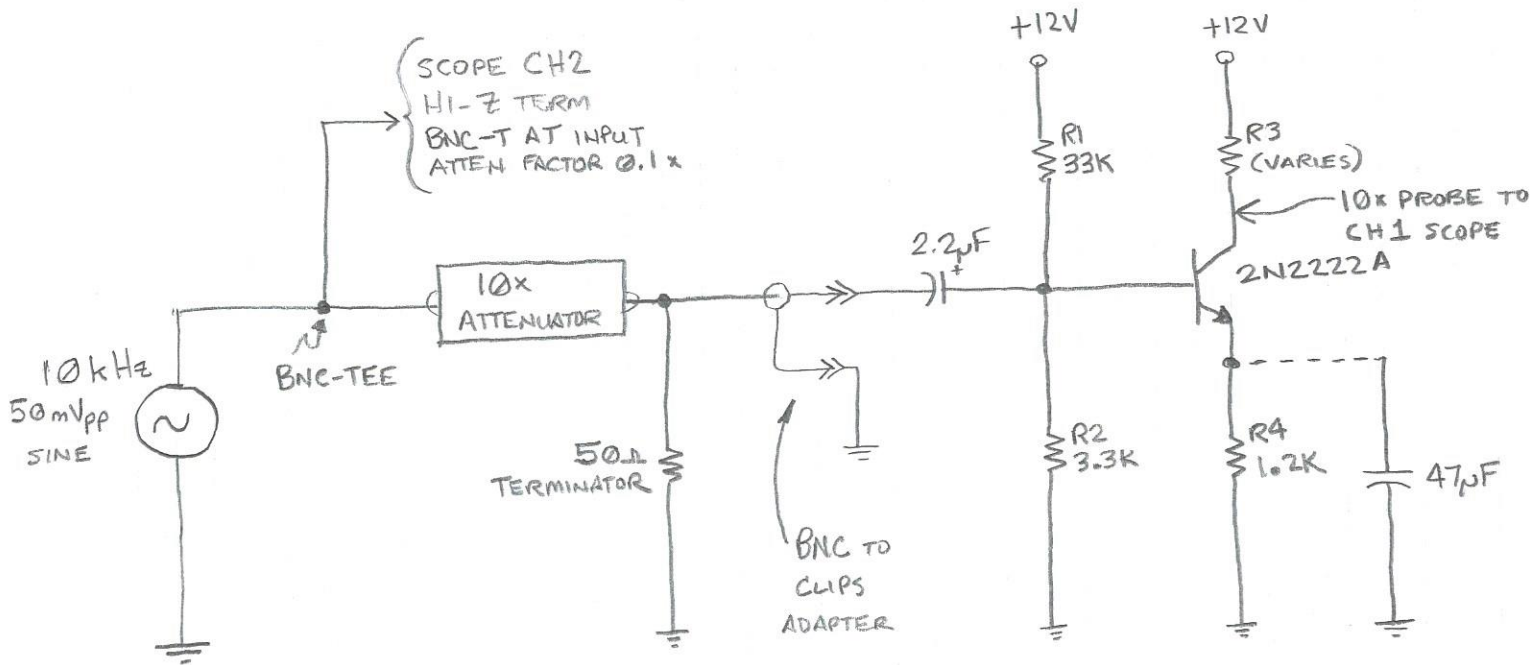 +12V
+12V
SCOPE CH2
HI-Z TERM
BNC-T AT INPUT
ATTEN FACTOR 0.1x
R1
33K
R3
(VARIES)
10x PROBE TO
CH1 SCOPE
2.2µF
+
2N2222A
10x
ATTENUATOR
BNC-TEE
10kHz
50mVpp
SINE
50Ω
TERMINATOR
R2
3.3K
R4
1.2K
47µF
BNC TO
CLIPS
ADAPTER